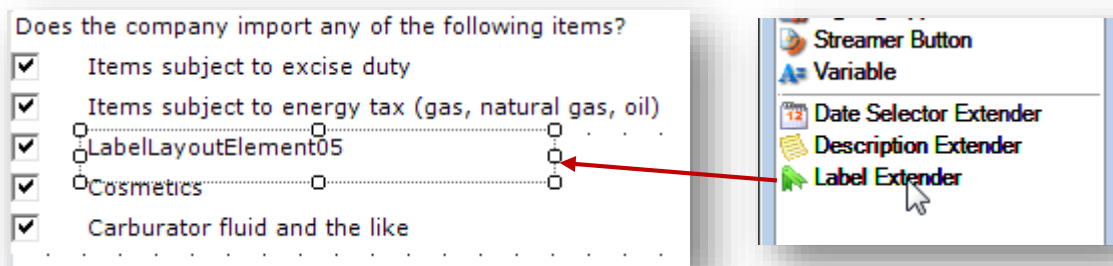 Does the company import any of the following items?
Items subject to excise duty
Items subject to energy tax (gas, natural gas, oil)
LabelLayoutElement05
Cosmetics
Carburator fluid and the like
Streamer Button
A= Variable
12 Date Selector Extender
Description Extender
Label Extender